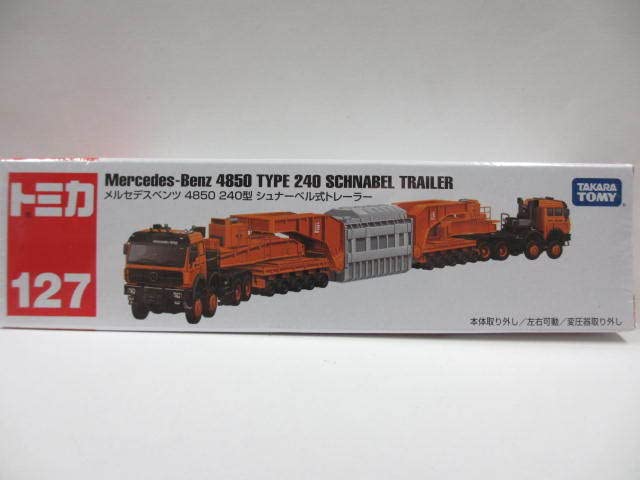 トミカ
127
Mercedes-Benz 4850 TYPE 240 SCHNABEL TRAILER
メルセデスベンツ 4850 240型 シュナーベル式トレーラー
TAKARA
TOMY
本体取り外し／左右可動／変圧器取り外し